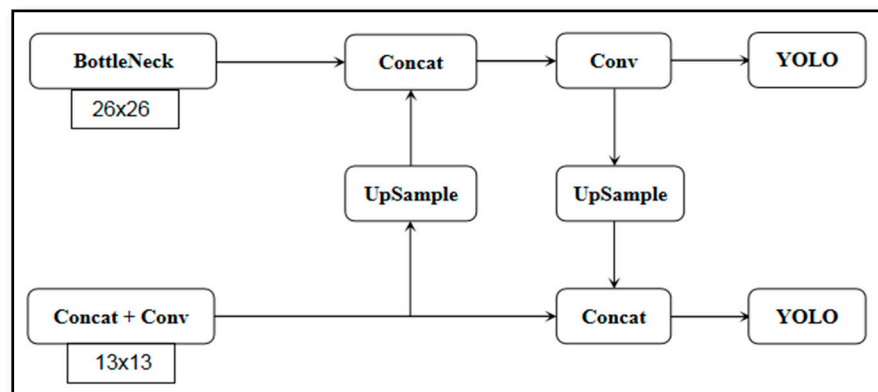 BottleNeck
Concat
Conv
YOLO
26x26
UpSample
UpSample
Concat + Conv
Concat
YOLO
13x13